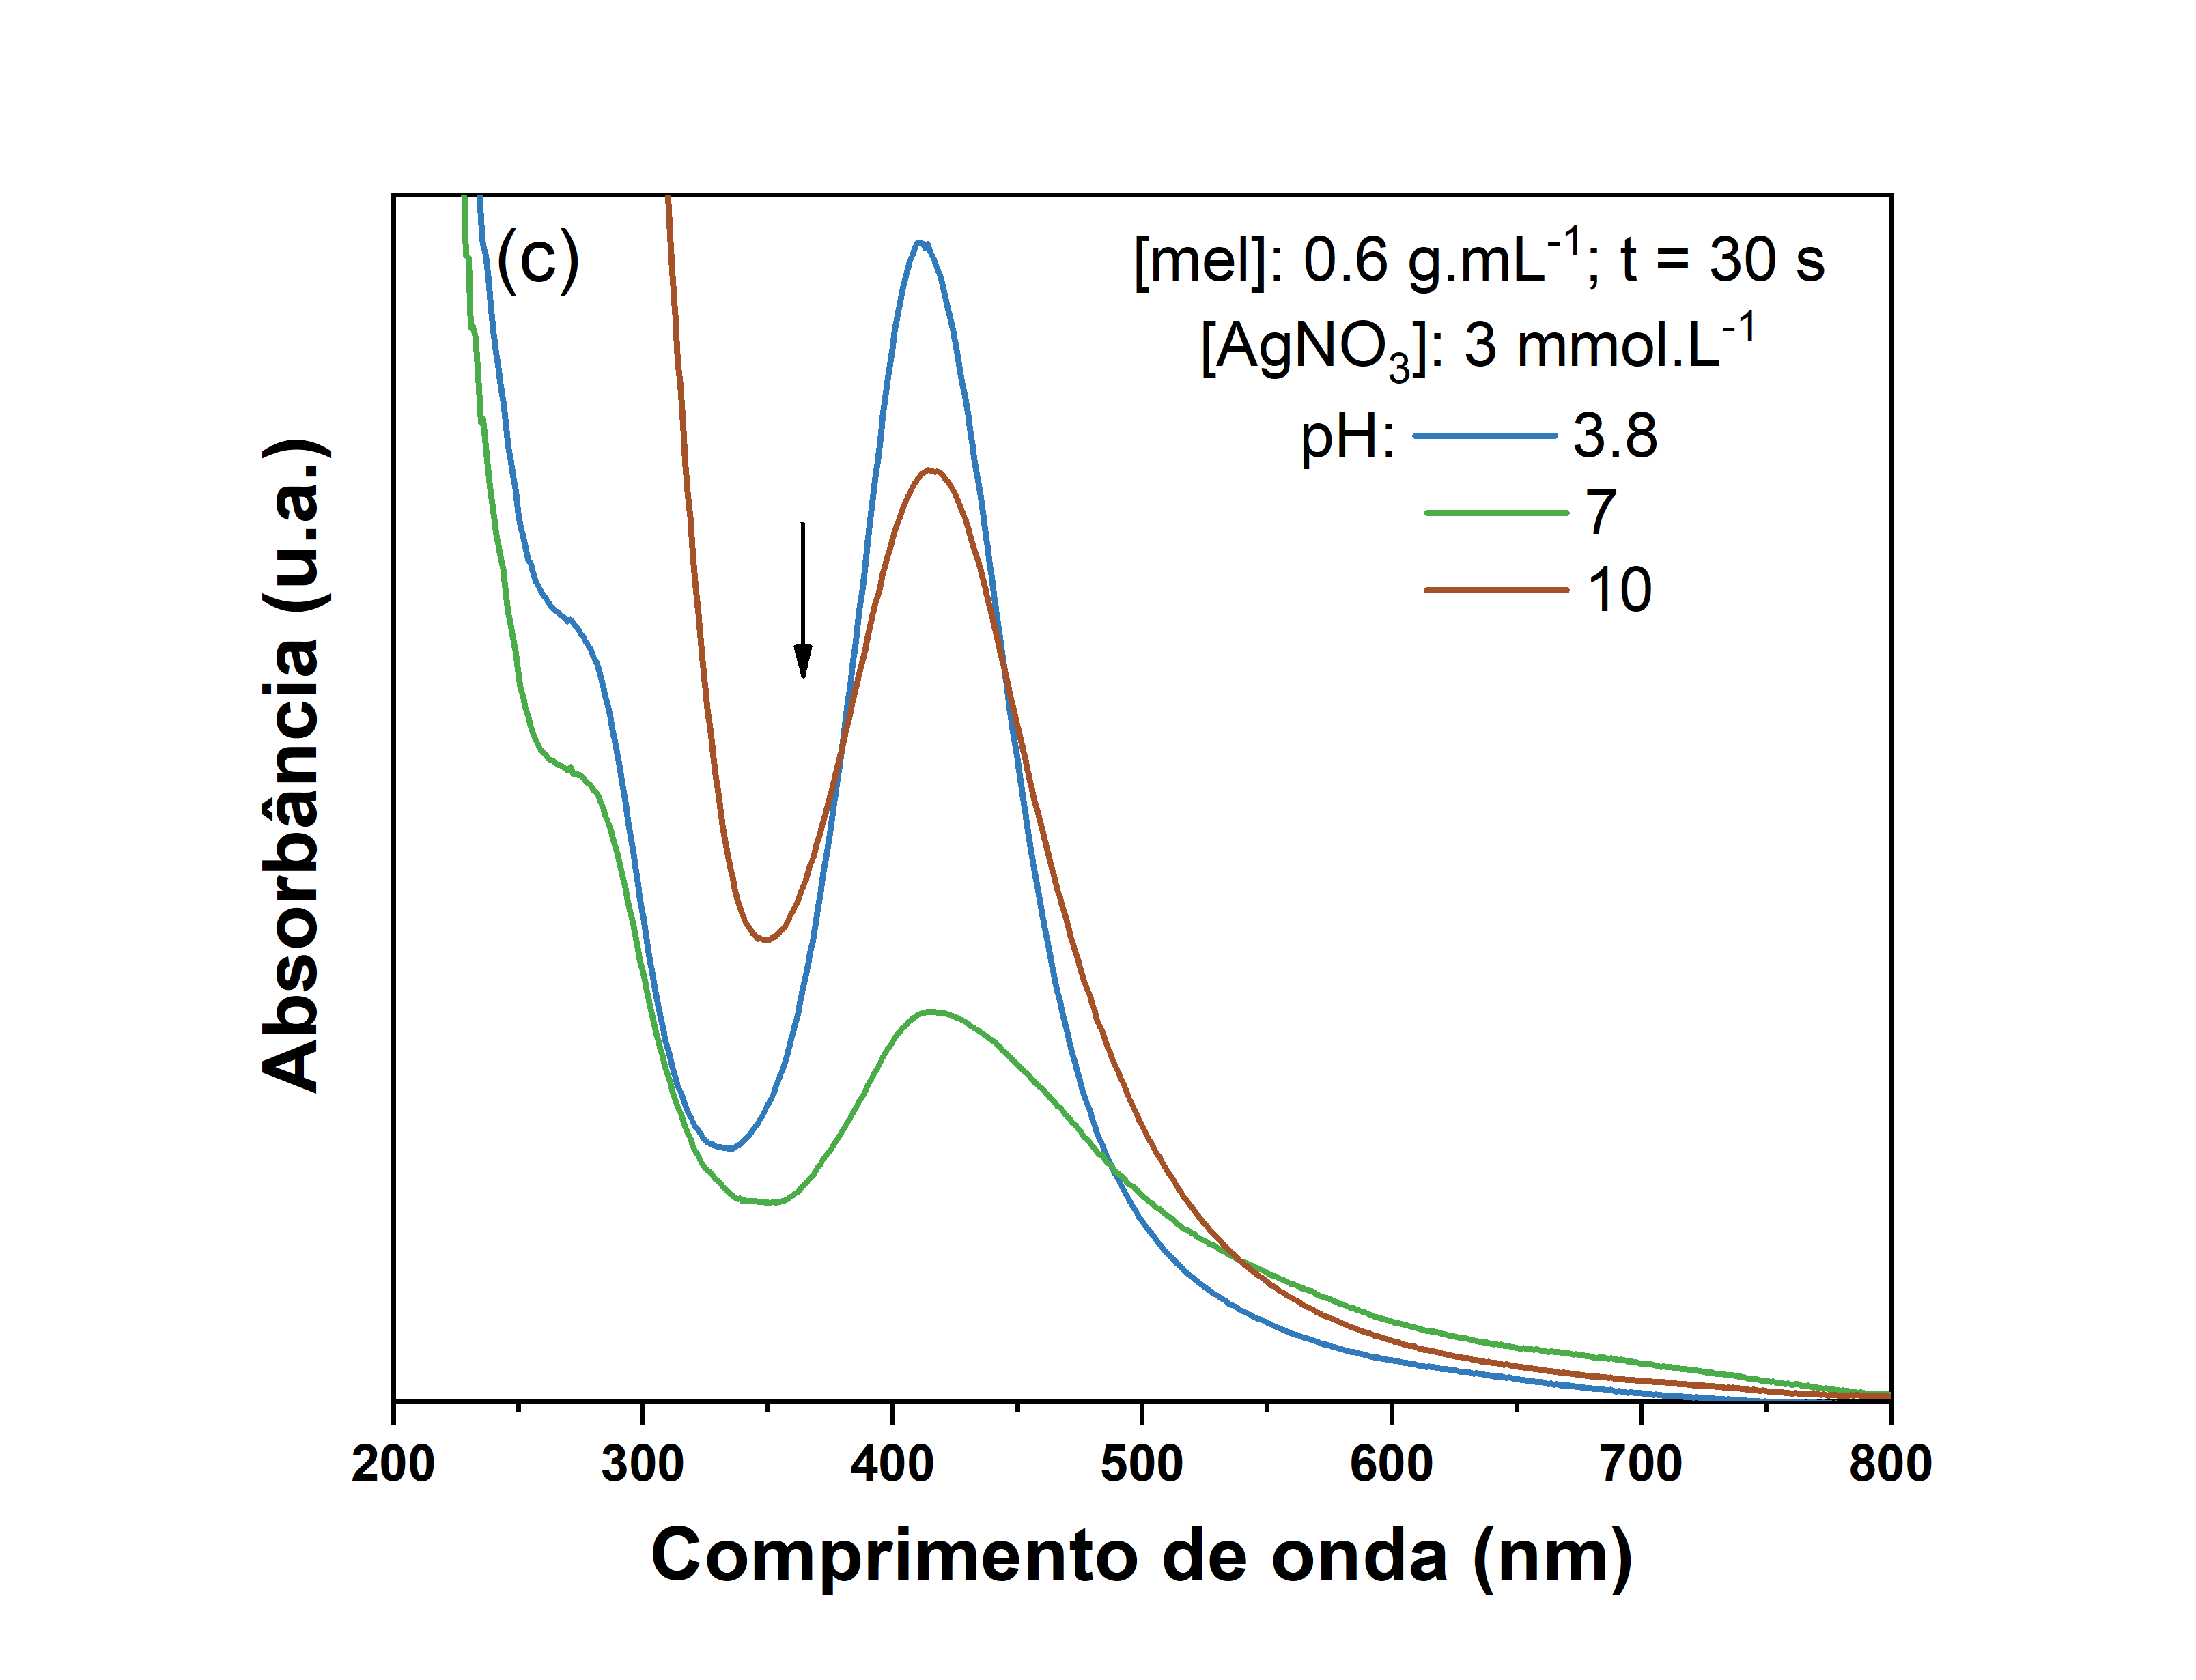 (c)
[mel]: 0.6 g.mL⁻¹; t = 30 s
[AgNO₃]: 3 mmol.L⁻¹
pH: 3.8
7
10
Absorbância (u.a.)
200 300 400 500 600 700 800
Comprimento de onda (nm)